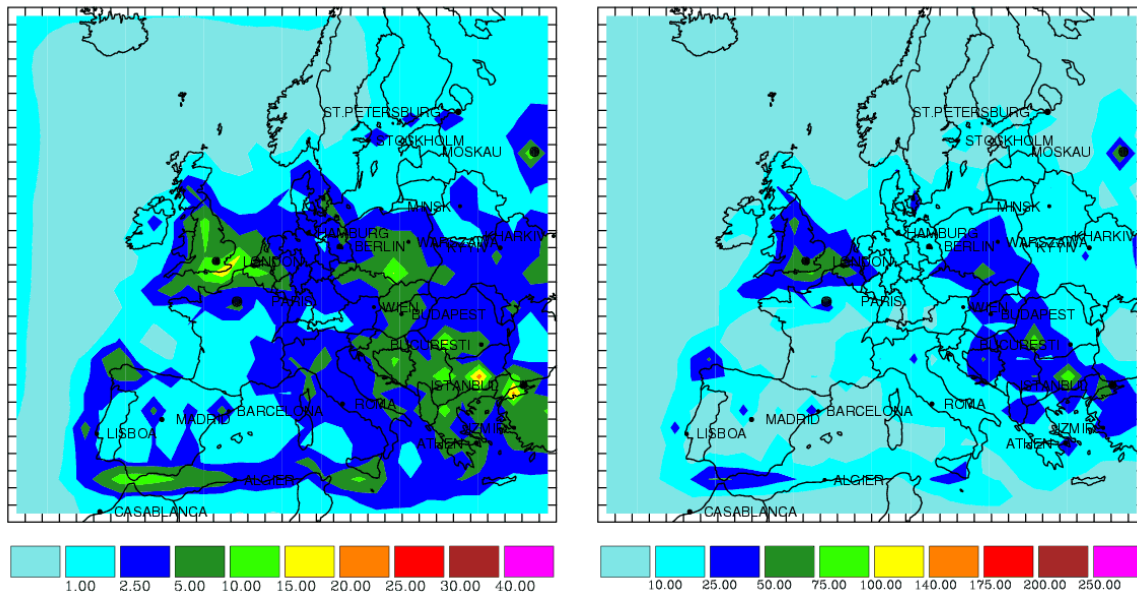 ST.PETERSBURG
STOCKHOLM
MOSKAU
MINSK
HAMBURG
BERLIN
WARSZAWA
KYYIV
KHARKIV
LONDON
PARIS
WIEN
BUDAPEST
BUCURESTI
ISTANBUL
BARCELONA
ROMA
MADRID
IZMIR
LISBOA
ATHEN
ALGIER
CASABLANCA
1.00 2.50 5.00 10.00 15.00 20.00 25.00 30.00 40.00
ST.PETERSBURG
STOCKHOLM
MOSKAU
MINSK
HAMBURG
BERLIN
WARSZAWA
KYYIV
KHARKIV
LONDON
PARIS
WIEN
BUDAPEST
BUCURESTI
ISTANBUL
BARCELONA
ROMA
MADRID
IZMIR
LISBOA
ATHEN
ALGIER
CASABLANCA
10.00 25.00 50.00 75.00 100.00 140.00 175.00 200.00 250.00